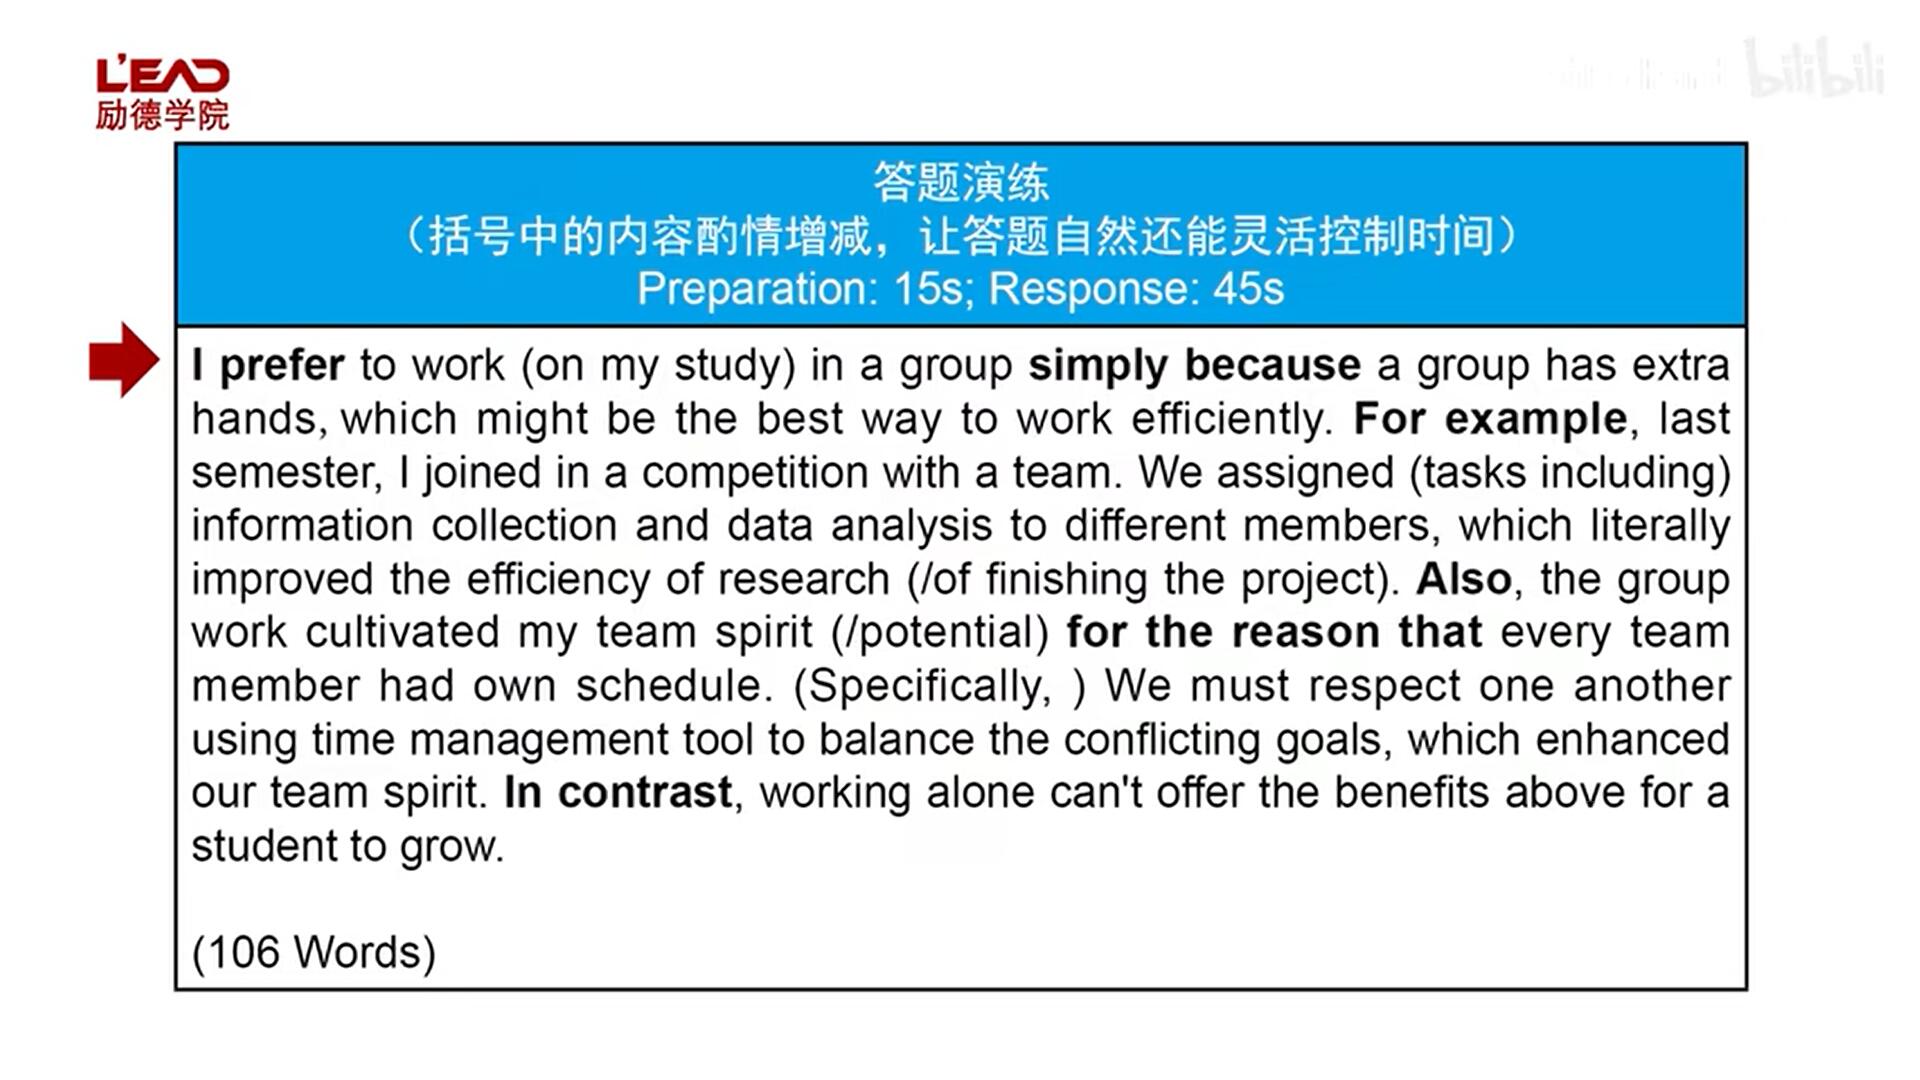 L'EAD
励德学院
bilibili
答题演练
（括号中的内容酌情增减，让答题自然还能灵活控制时间）
Preparation: 15s; Response: 45s
I prefer to work (on my study) in a group simply because a group has extra
hands, which might be the best way to work efficiently. For example, last
semester, I joined in a competition with a team. We assigned (tasks including)
information collection and data analysis to different members, which literally
improved the efficiency of research (/of finishing the project). Also, the group
work cultivated my team spirit (/potential) for the reason that every team
member had own schedule. (Specifically, ) We must respect one another
using time management tool to balance the conflicting goals, which enhanced
our team spirit. In contrast, working alone can't offer the benefits above for a
student to grow.
(106 Words)